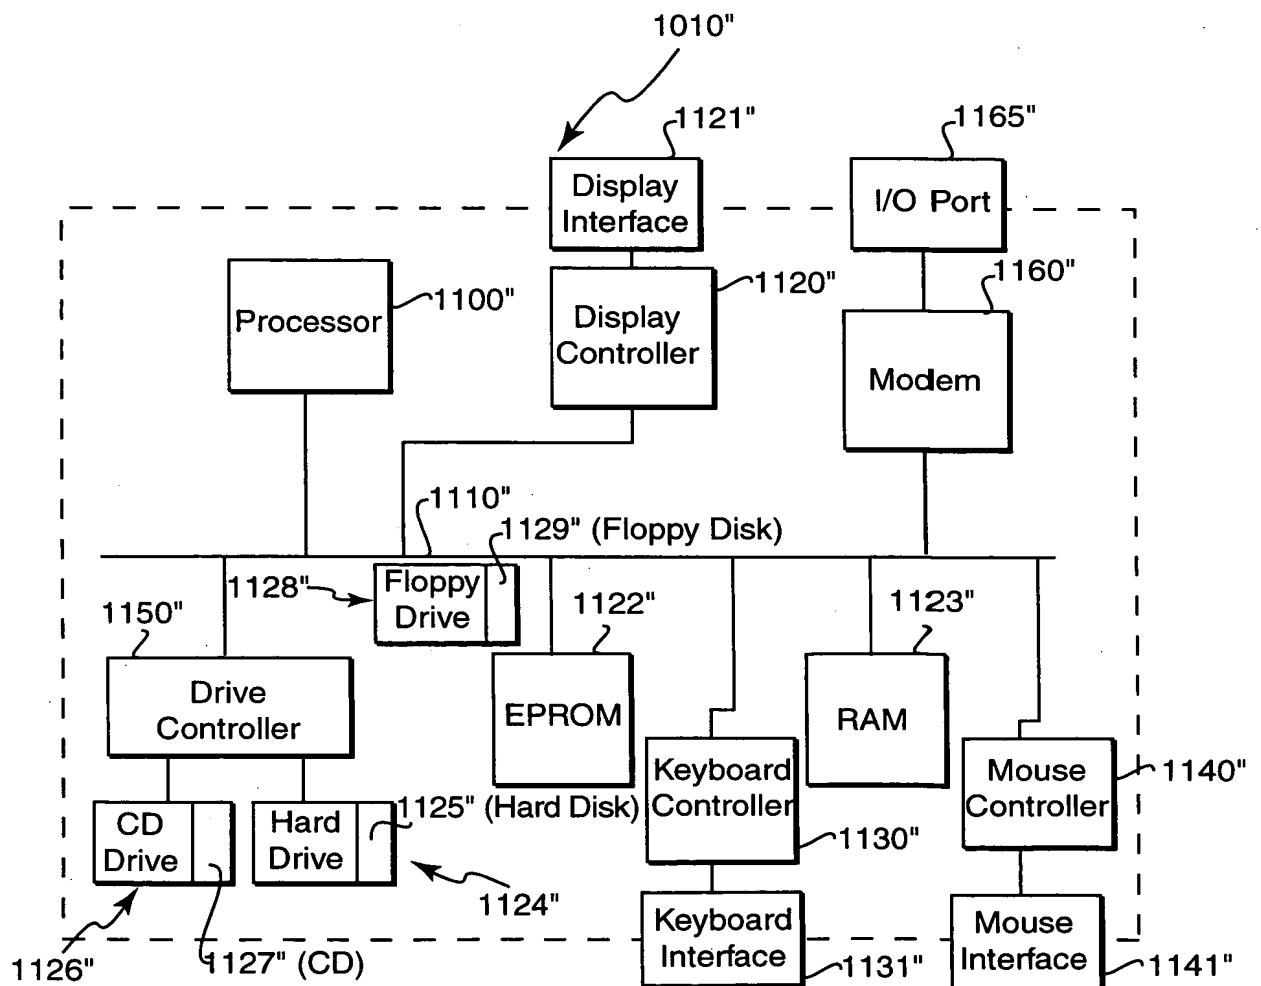 1010"
1121"
1165"
Display
Interface
I/O Port
1160"
1120"
1100"
Processor
Display
Controller
Modem
1110"
1129" (Floppy Disk)
1128"
Floppy
Drive
1122"
1123"
1150"
Drive
Controller
EPROM
RAM
Keyboard
Controller
Mouse
Controller
1140"
CD
Drive
Hard
Drive
1125" (Hard Disk)
1130"
1124"
Keyboard
Interface
Mouse
Interface
1126"
1127" (CD)
1131"
1141"